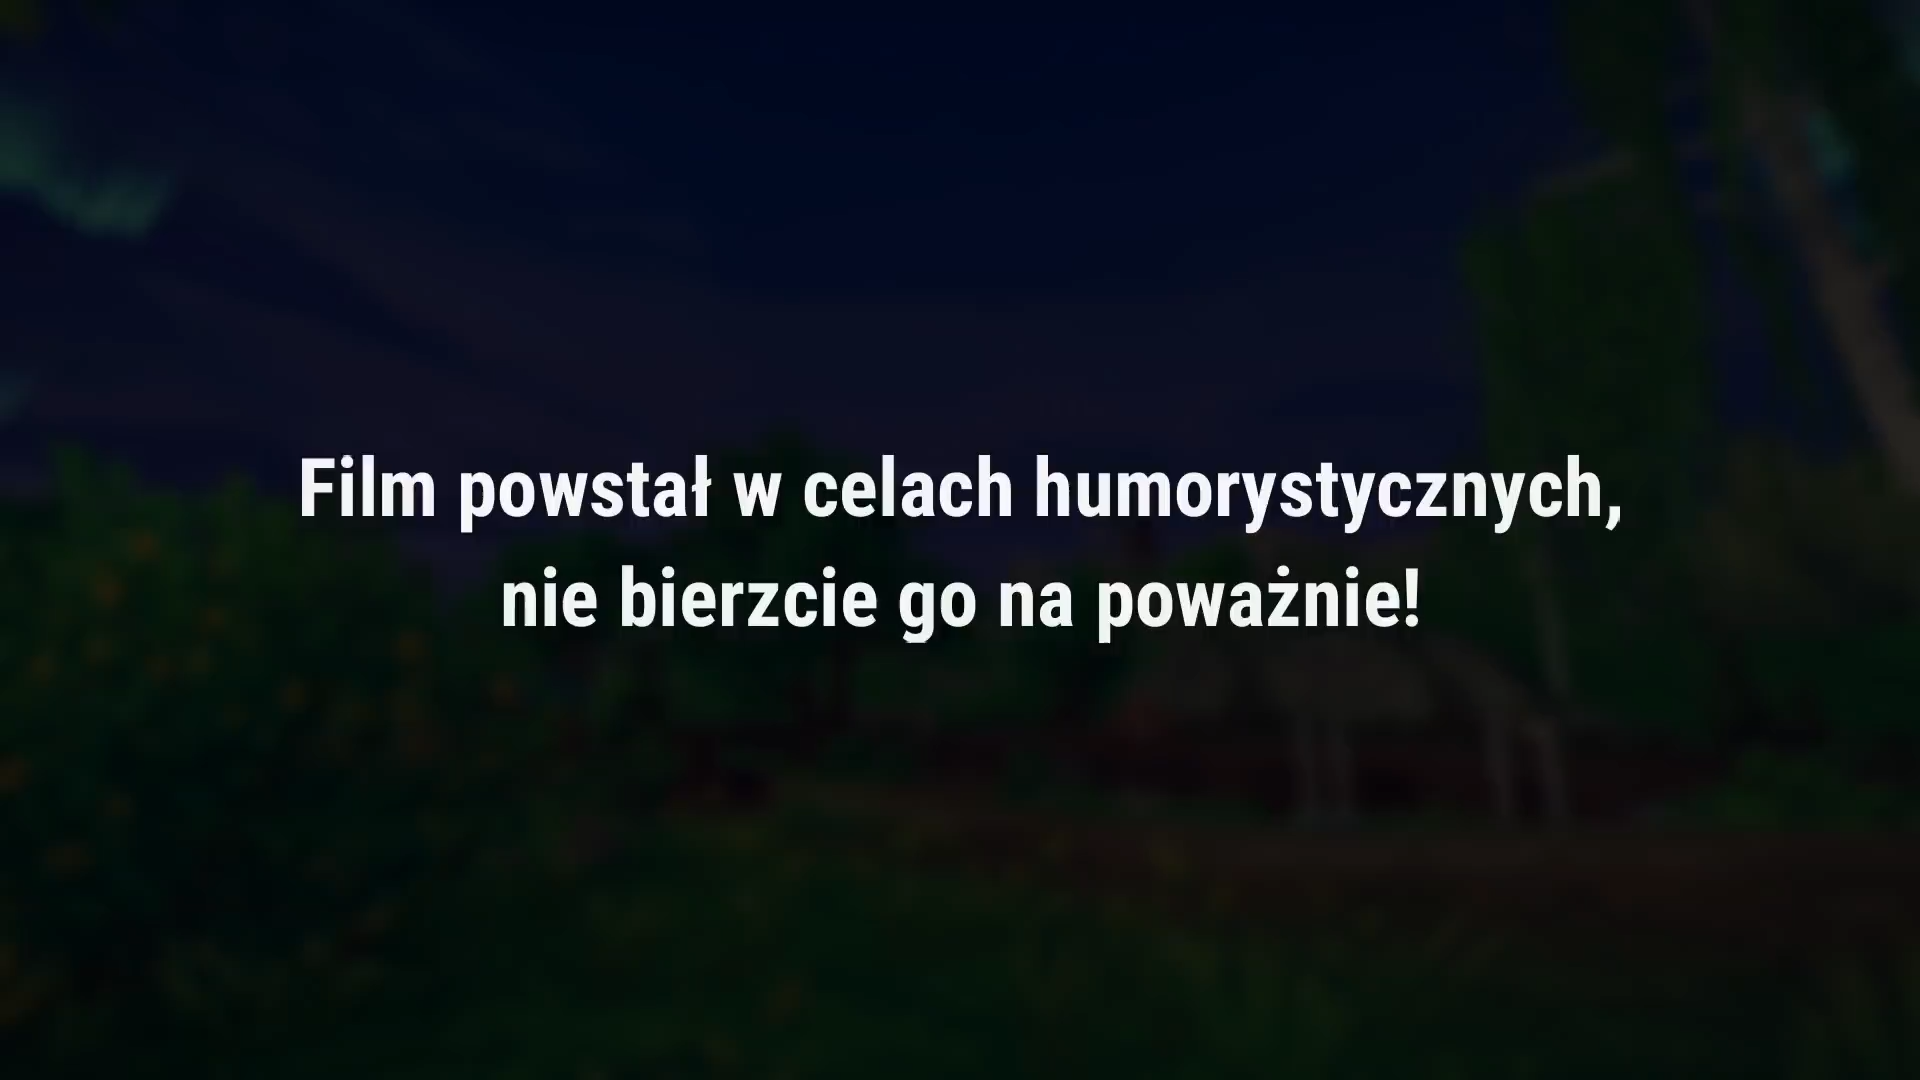 Film powstał w celach humorystycznych,
nie bierzcie go na poważnie!